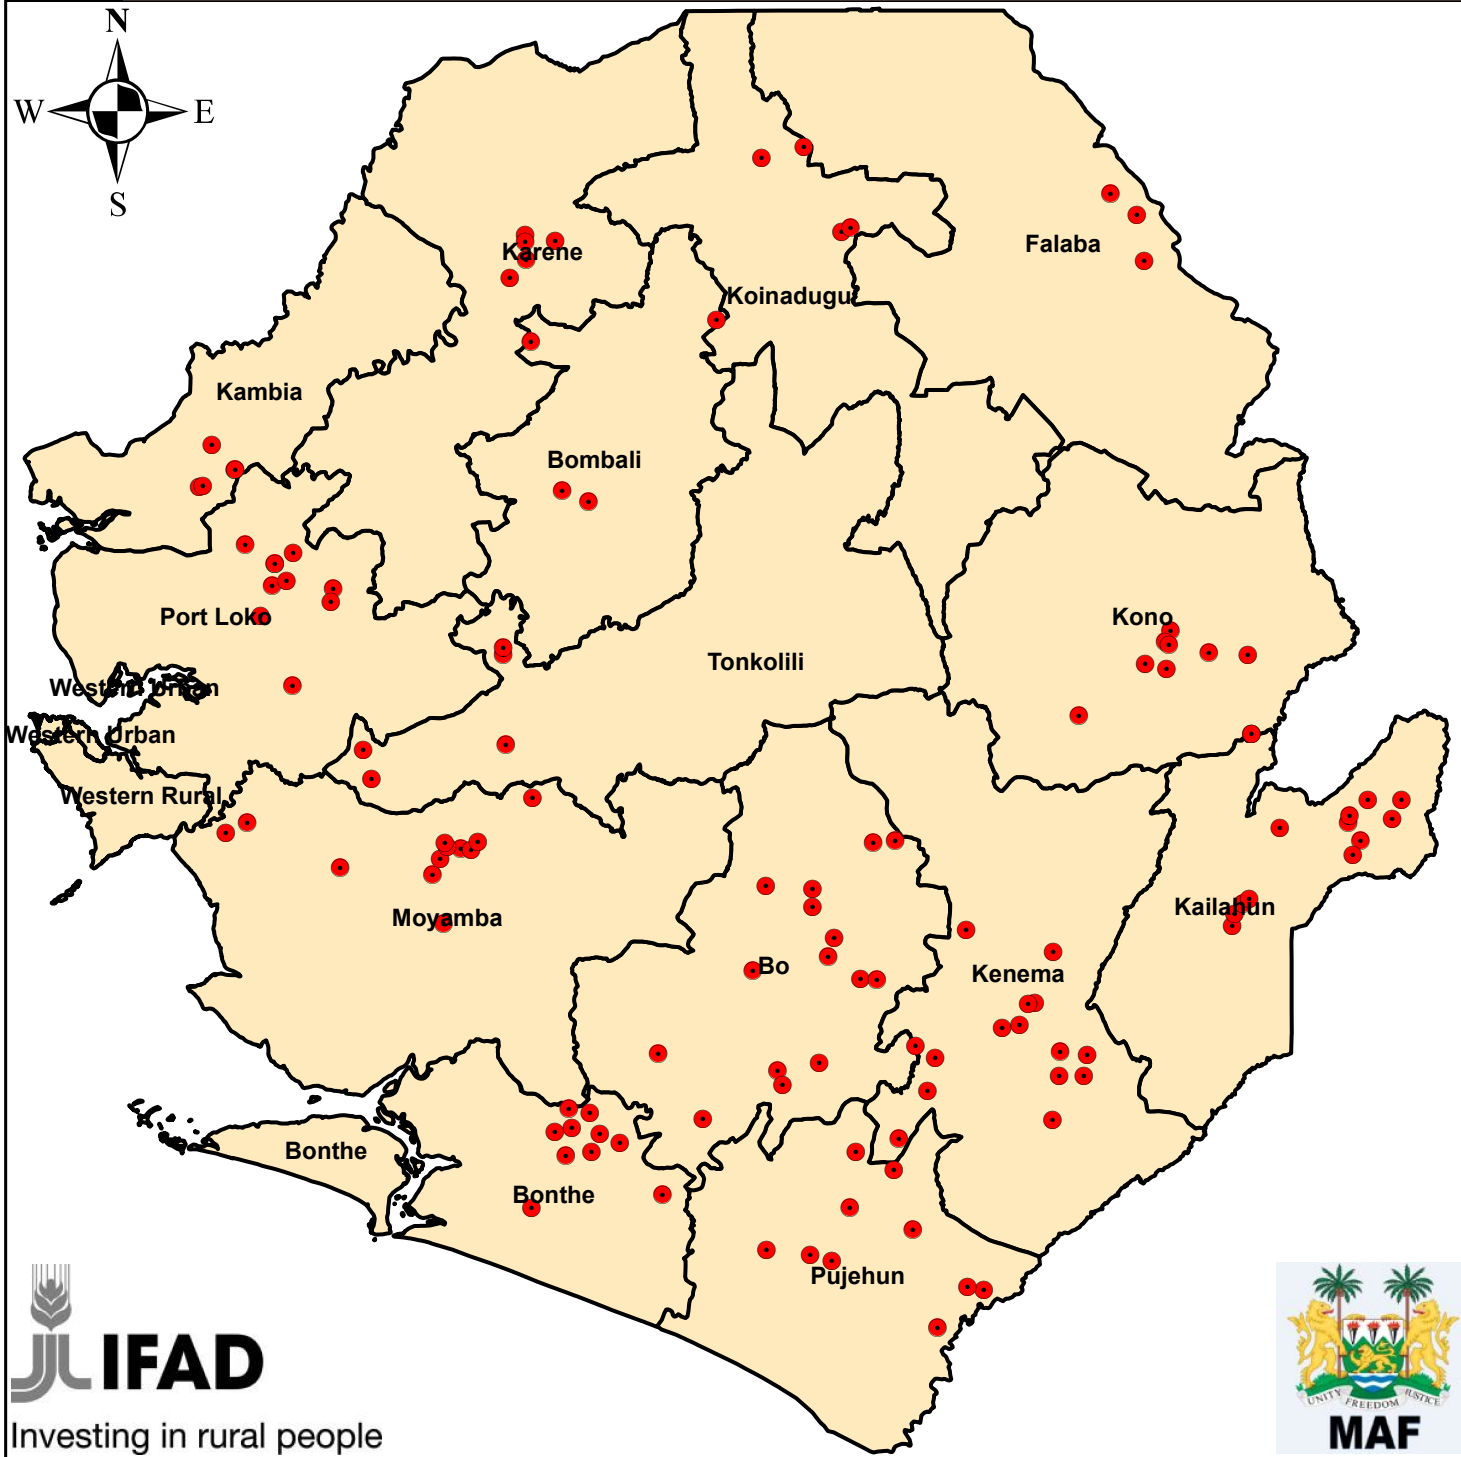 N
W E
S
Karene
Falaba
Koinadugu
Kambia
Bombali
Port Loko
Kono
Tonkolili
Western Urban
Western Urban
Western Rural
Kailahun
Moyamba
Bo
Kenema
Bonthe
Bonthe
Pujehun
IFAD
Investing in rural people
UNITY FREEDOM JUSTICE
MAF